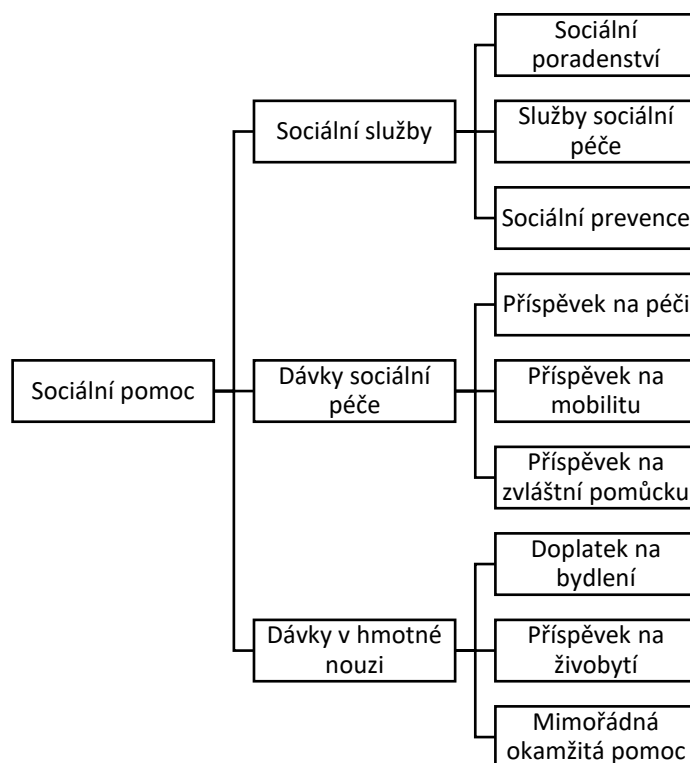 Sociální pomoc
Sociální služby
Sociální
poradenství
Služby sociální
péče
Sociální prevence
Dávky sociální
péče
Příspěvek na péči
Příspěvek na
mobilitu
Příspěvek na
zvláštní pomůcku
Dávky v hmotné
nouzi
Doplatek na
bydlení
Příspěvek na
živobytí
Mimořádná
okamžitá pomoc